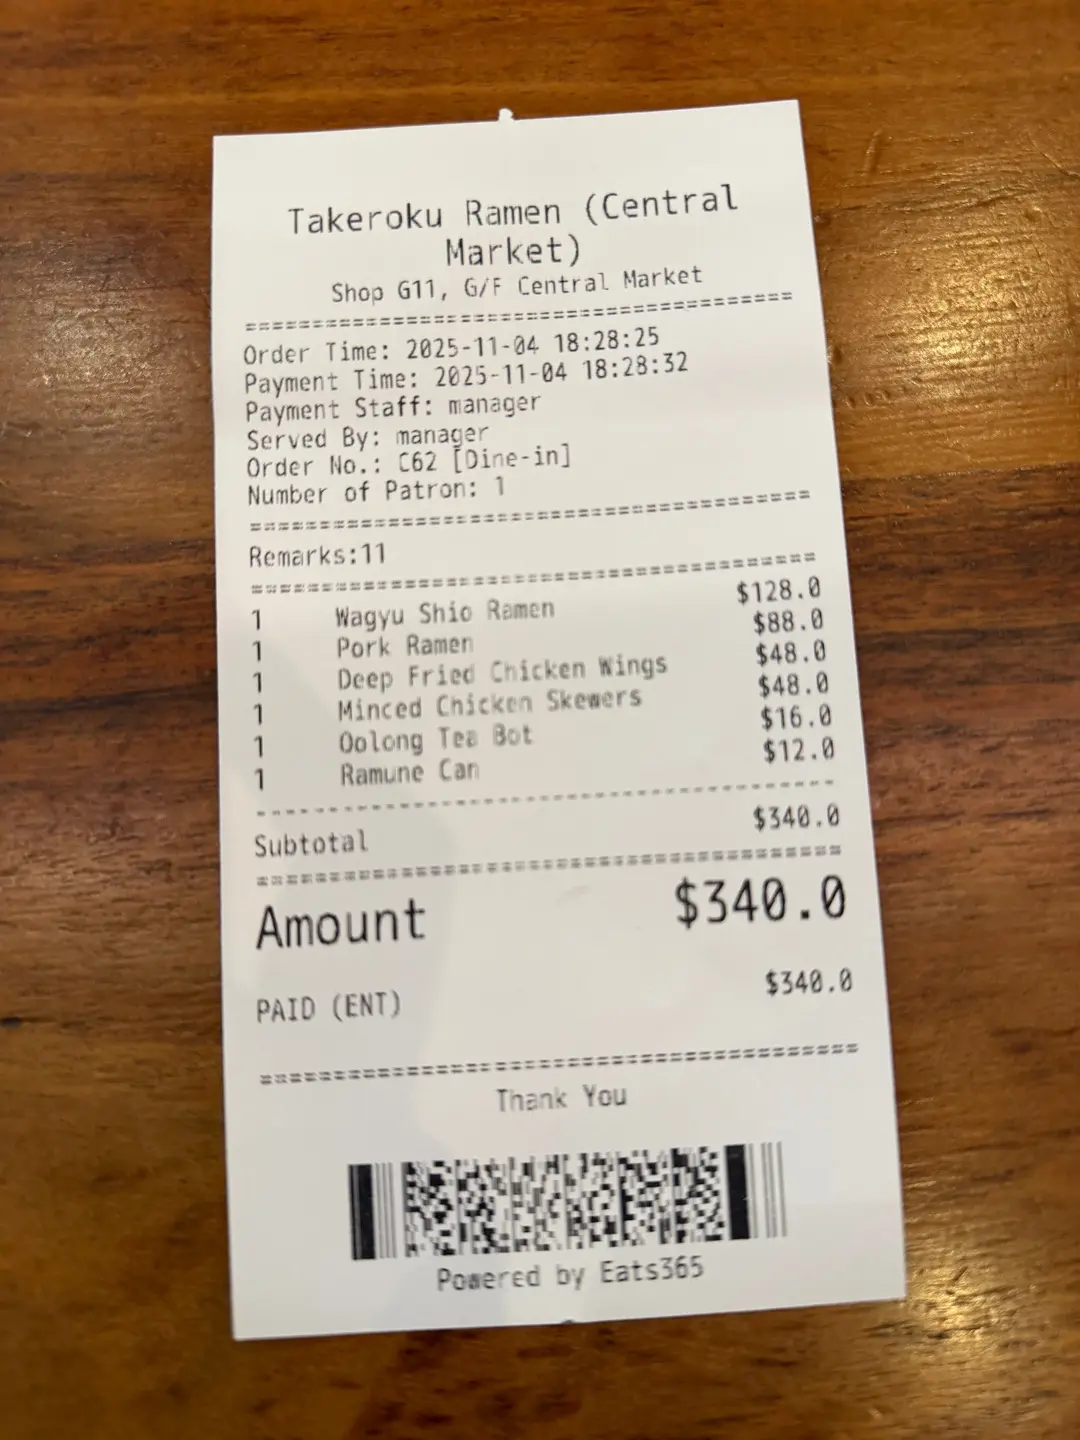 Takeroku Ramen (Central
Market)
Shop G11, G/F Central Market
========================================
Order Time: 2025-11-04 18:28:25
Payment Time: 2025-11-04 18:28:32
Payment Staff: manager
Served By: manager
Order No.: C62 [Dine-in]
Number of Patron: 1
========================================
Remarks:11
========================================
1 Wagyu Shio Ramen $128.0
1 Pork Ramen $88.0
1 Deep Fried Chicken Wings $48.0
1 Minced Chicken Skewers $48.0
1 Oolong Tea Bot $16.0
1 Ramune Can $12.0
----------------------------------------
Subtotal $340.0
========================================
Amount $340.0
PAID (ENT) $340.0
========================================
Thank You
Powered by Eats365